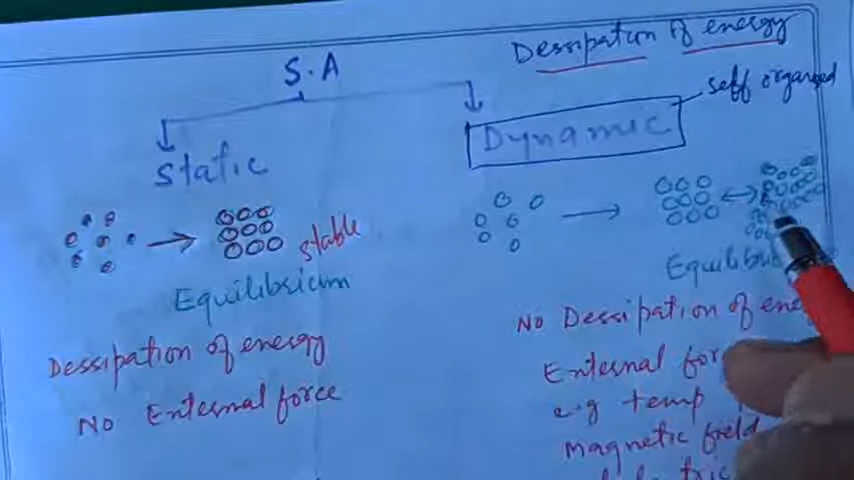 Dessipation of energy
S.A
self organised
Static
Dynamic
stable
Equilibrium
Equilib
Dessipation of energy
No External force
No Dessipation of ene
External for
e.g temp
magnetic field